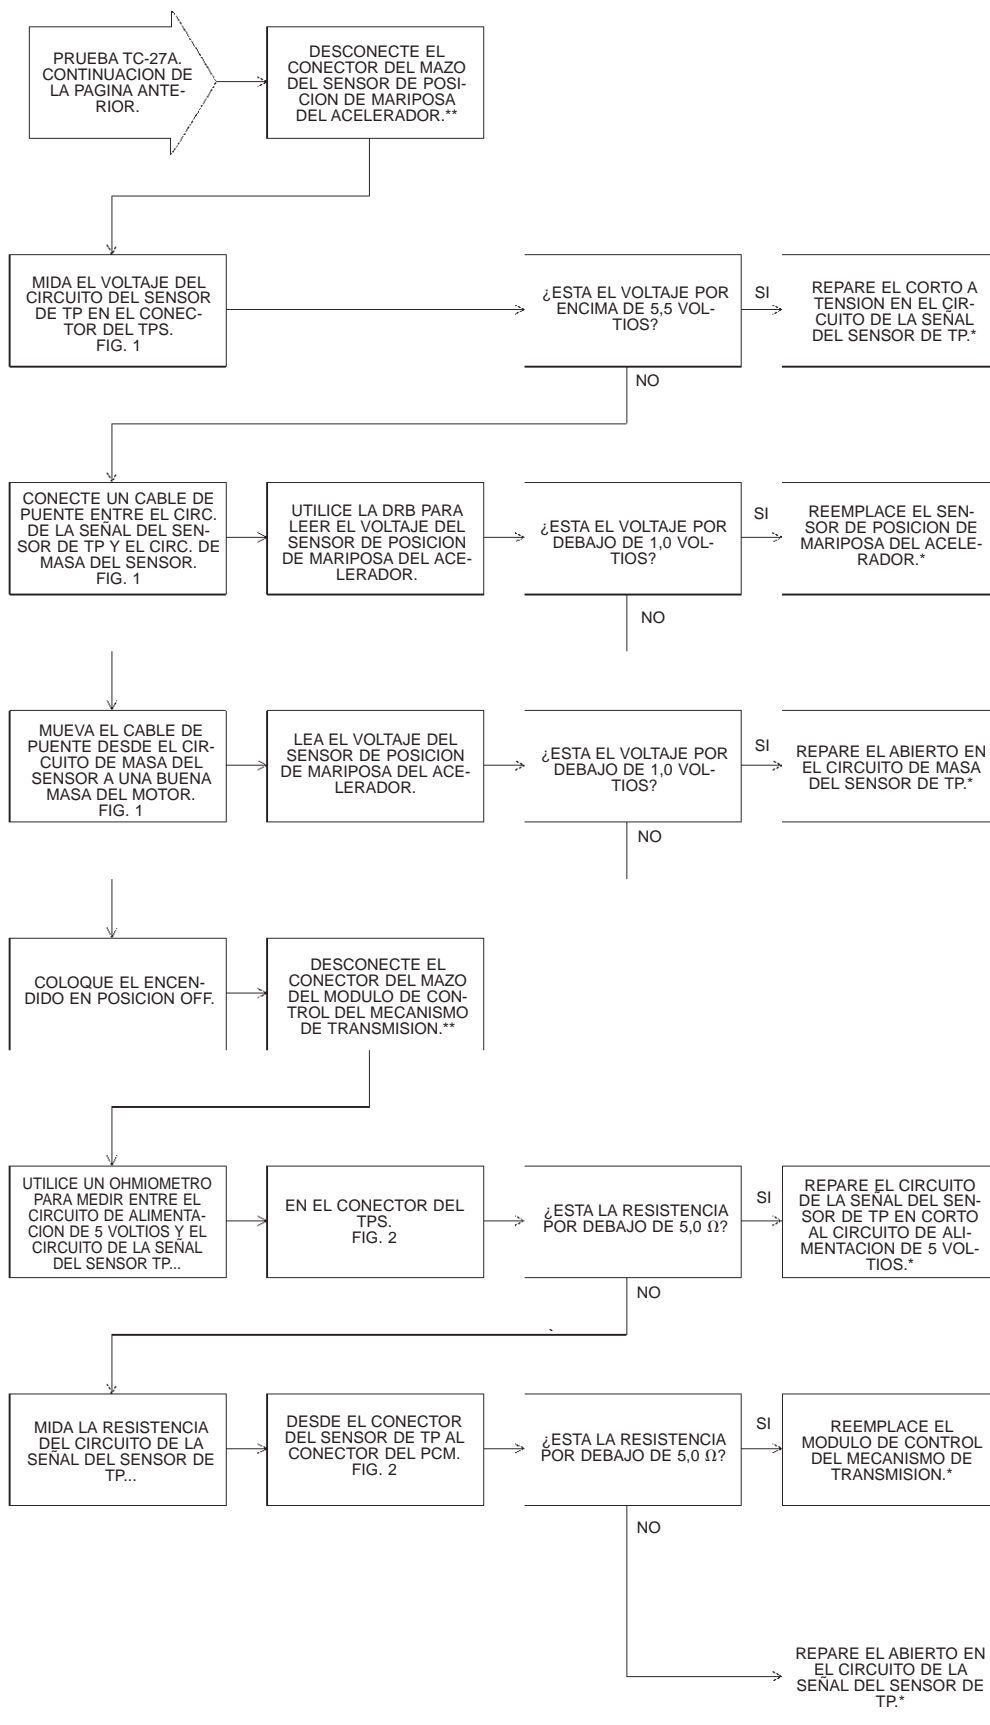 PRUEBA TC-27A.
CONTINUACION DE
LA PAGINA ANTE-
RIOR.
DESCONECTE EL
CONECTOR DEL MAZO
DEL SENSOR DE POSI-
CION DE MARIPOSA
DEL ACELERADOR.**
MIDA EL VOLTAJE DEL
CIRCUITO DEL SENSOR
DE TP EN EL CONEC-
TOR DEL TPS.
FIG. 1
¿ESTA EL VOLTAJE POR
ENCIMA DE 5,5 VOL-
TIOS?
SI
REPARE EL CORTO A
TENSION EN EL CIR-
CUITO DE LA SEÑAL
DEL SENSOR DE TP.*
NO
CONECTE UN CABLE DE
PUENTE ENTRE EL CIRC.
DE LA SEÑAL DEL SEN-
SOR DE TP Y EL CIRC. DE
MASA DEL SENSOR.
FIG. 1
UTILICE LA DRB PARA
LEER EL VOLTAJE DEL
SENSOR DE POSICION
DE MARIPOSA DEL ACE-
LERADOR.
¿ESTA EL VOLTAJE POR
DEBAJO DE 1,0 VOL-
TIOS?
SI
REEMPLACE EL SEN-
SOR DE POSICION DE
MARIPOSA DEL ACELE-
RADOR.*
NO
MUEVA EL CABLE DE
PUENTE DESDE EL CIR-
CUITO DE MASA DEL
SENSOR A UNA BUENA
MASA DEL MOTOR.
FIG. 1
LEA EL VOLTAJE DEL
SENSOR DE POSICION
DE MARIPOSA DEL ACE-
LERADOR.
¿ESTA EL VOLTAJE POR
DEBAJO DE 1,0 VOL-
TIOS?
SI
REPARE EL ABIERTO EN
EL CIRCUITO DE MASA
DEL SENSOR DE TP.*
NO
COLOQUE EL ENCEN-
DIDO EN POSICION OFF.
DESCONECTE EL
CONECTOR DEL MAZO
DEL MODULO DE CON-
TROL DEL MECANISMO
DE TRANSMISION.**
UTILICE UN OHMIOMETRO
PARA MEDIR ENTRE EL
CIRCUITO DE ALIMENTA-
CION DE 5 VOLTIOS Y EL
CIRCUITO DE LA SEÑAL
DEL SENSOR TP...
EN EL CONECTOR DEL
TPS.
FIG. 2
¿ESTA LA RESISTENCIA
POR DEBAJO DE 5,0 Ω?
SI
REPARE EL CIRCUITO
DE LA SEÑAL DEL SEN-
SOR DE TP EN CORTO
AL CIRCUITO DE ALI-
MENTACION DE 5 VOL-
TIOS.*
NO
MIDA LA RESISTENCIA
DEL CIRCUITO DE LA
SEÑAL DEL SENSOR DE
TP...
DESDE EL CONECTOR
DEL SENSOR DE TP AL
CONECTOR DEL PCM.
FIG. 2
¿ESTA LA RESISTENCIA
POR DEBAJO DE 5,0 Ω?
SI
REEMPLACE EL
MODULO DE CONTROL
DEL MECANISMO DE
TRANSMISION.*
NO
REPARE EL ABIERTO EN
EL CIRCUITO DE LA
SEÑAL DEL SENSOR DE
TP.*